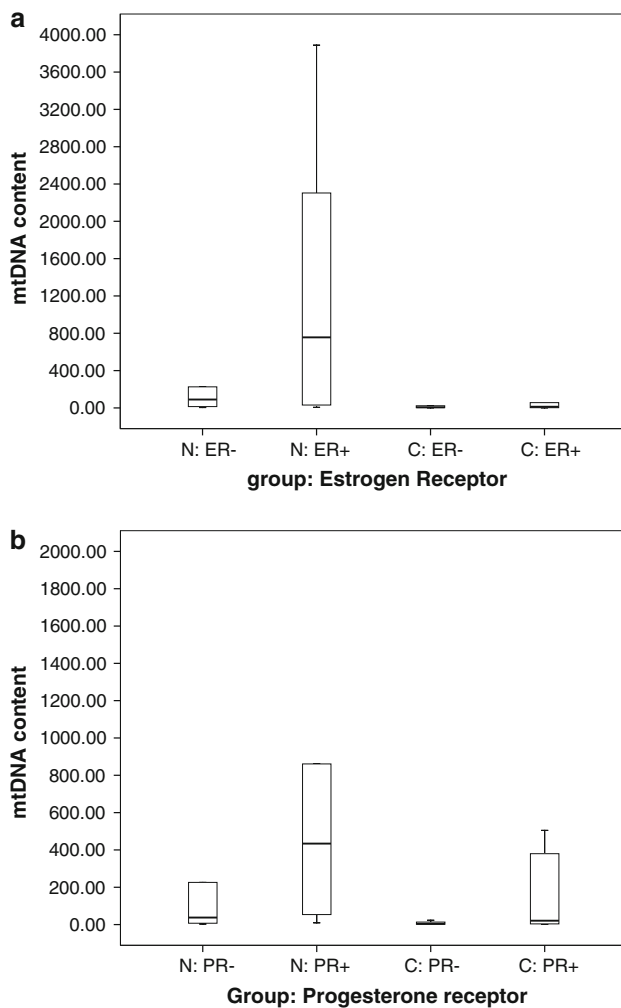 a
4000.00
3600.00
3200.00
2800.00
2400.00
2000.00
1600.00
1200.00
800.00
400.00
0.00
mtDNA content
N: ER- N: ER+ C: ER- C: ER+
group: Estrogen Receptor
b
2000.00
1800.00
1600.00
1400.00
1200.00
1000.00
800.00
600.00
400.00
200.00
0.00
mtDNA content
N: PR- N: PR+ C: PR- C: PR+
Group: Progesterone receptor